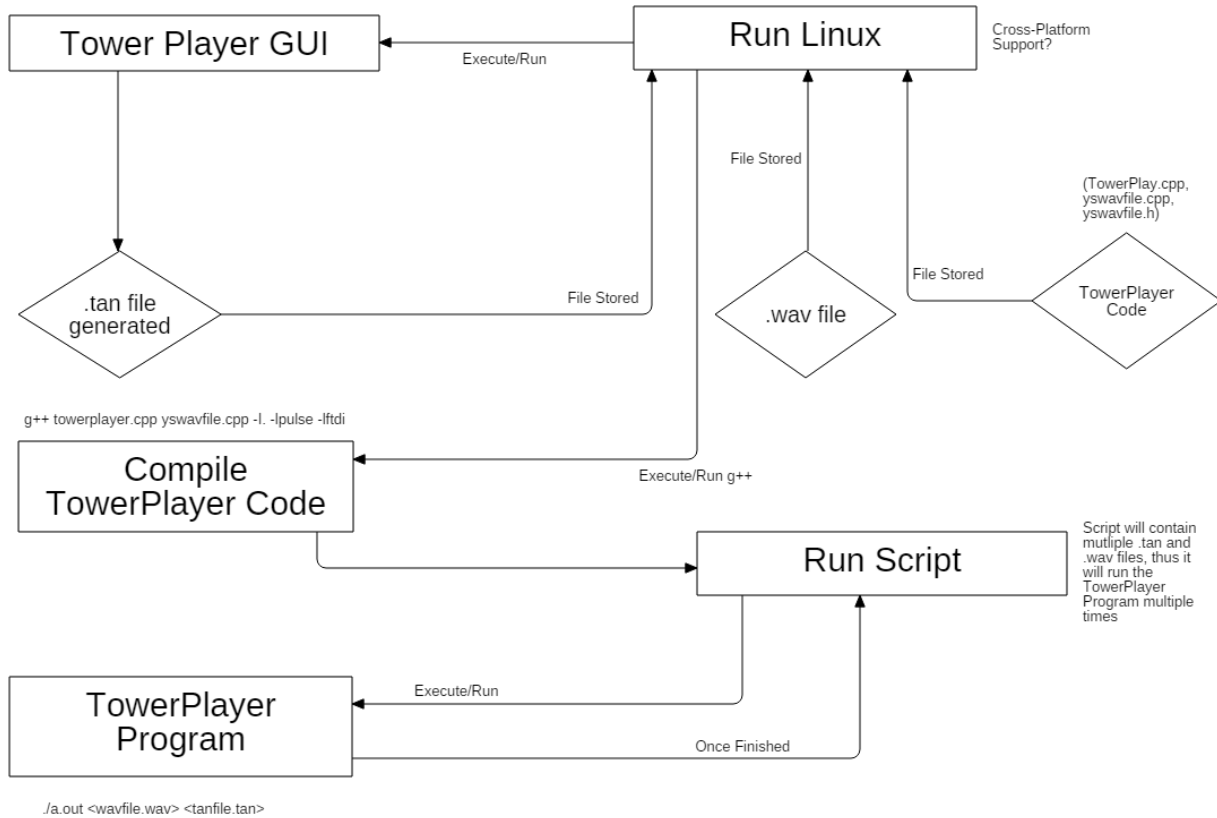 Tower Player GUI
Execute/Run
Run Linux
Cross-Platform
Support?
File Stored
(TowerPlay.cpp,
yswavfile.cpp,
yswavfile.h)
.tan file
generated
File Stored
.wav file
File Stored
TowerPlayer
Code
g++ towerplayer.cpp yswavfile.cpp -I. -lpulse -lftdi
Compile
TowerPlayer Code
Execute/Run g++
Run Script
Script will contain
mutliple .tan and
.wav files, thus it
will run the
TowerPlayer
Program multiple
times
TowerPlayer
Program
Execute/Run
Once Finished
./a.out <wavfile.wav> <tanfile.tan>